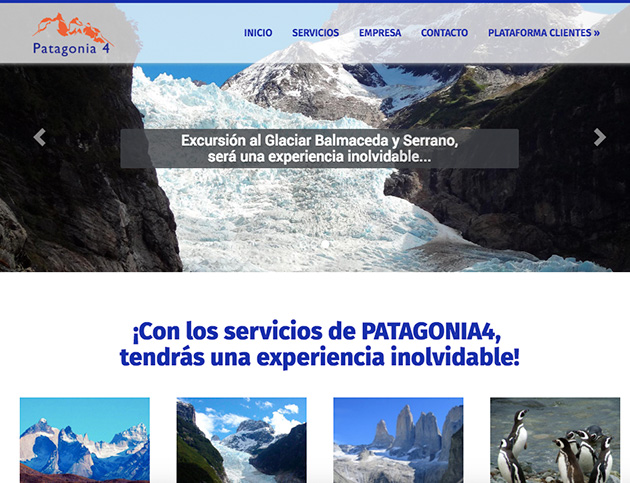 Patagonia 4
INICIO
SERVICIOS
EMPRESA
CONTACTO
PLATAFORMA CLIENTES »
Excursión al Glaciar Balmaceda y Serrano,
será una experiencia inolvidable...
¡Con los servicios de PATAGONIA4,
tendrás una experiencia inolvidable!